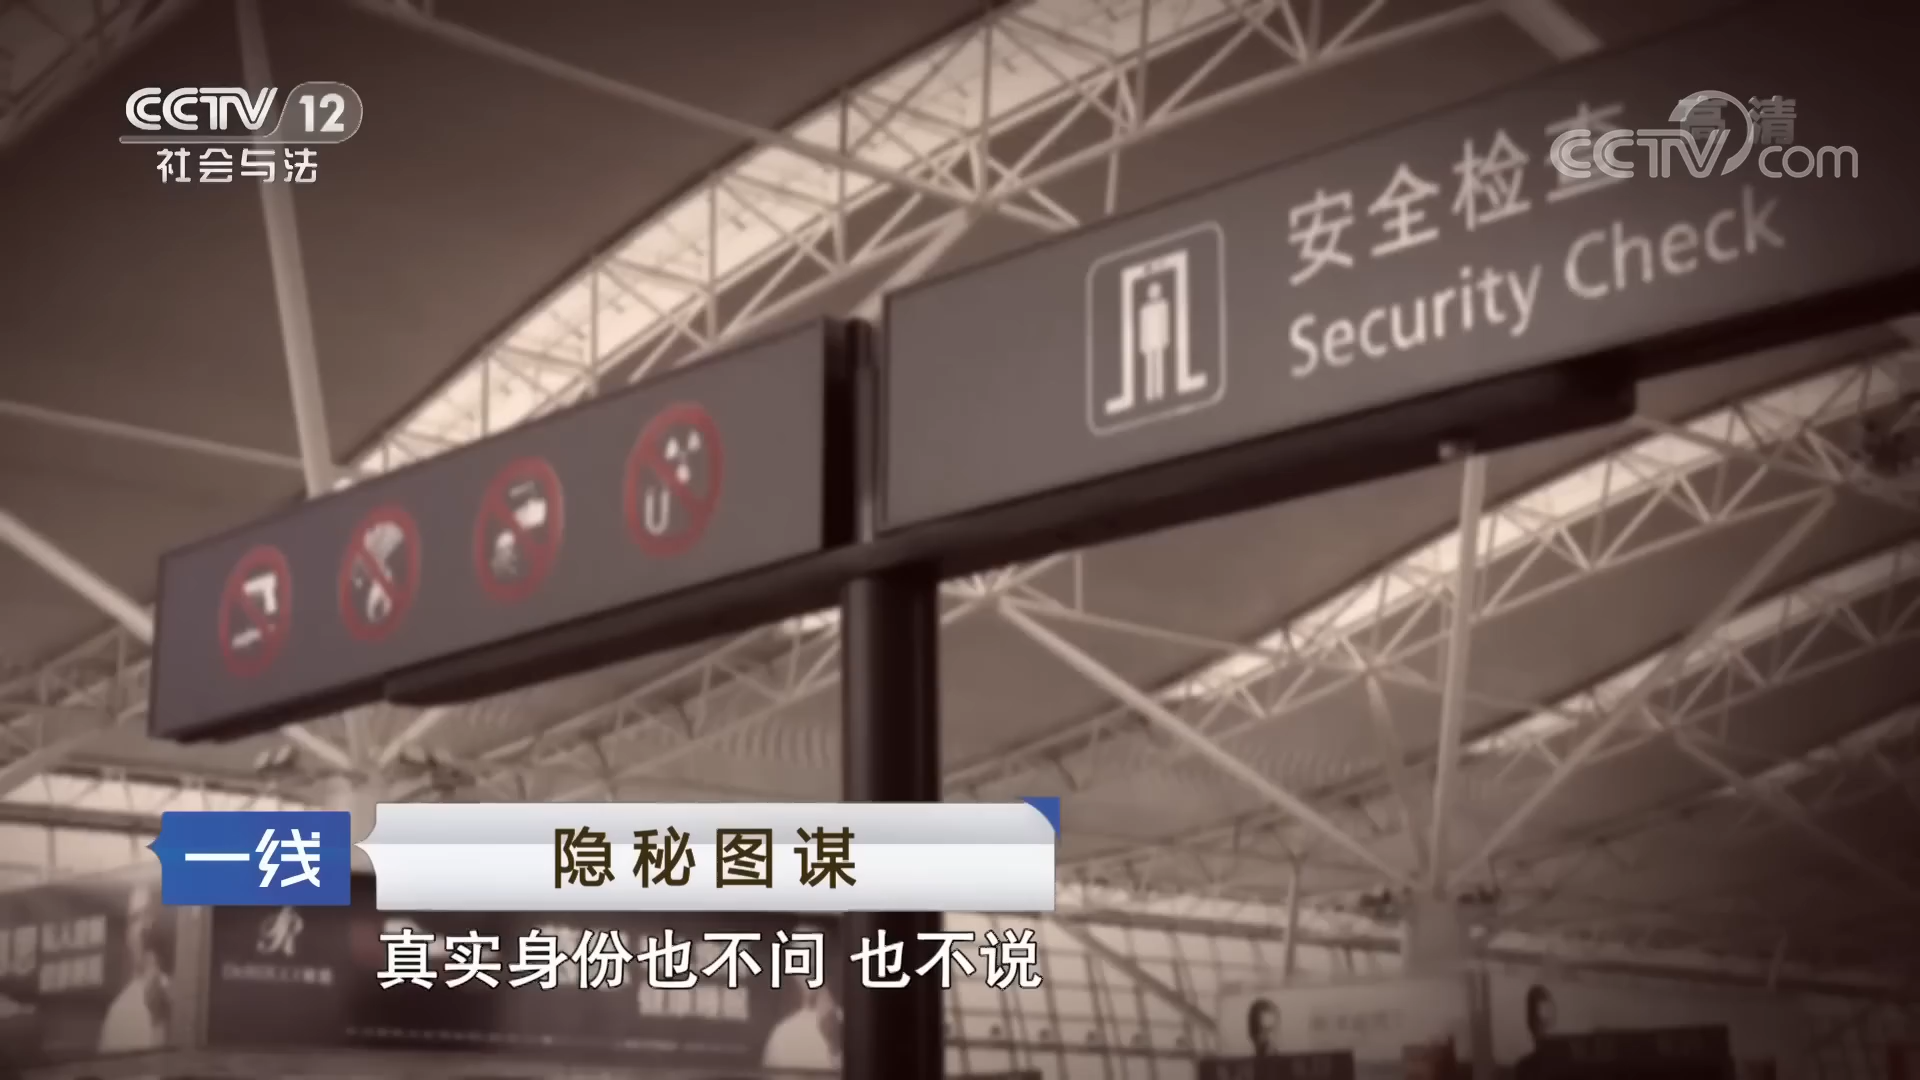 CCTV 12
社会与法
高清
CCTV.com
安全检查
Security Check
一线
隐秘图谋
真实身份也不问 也不说